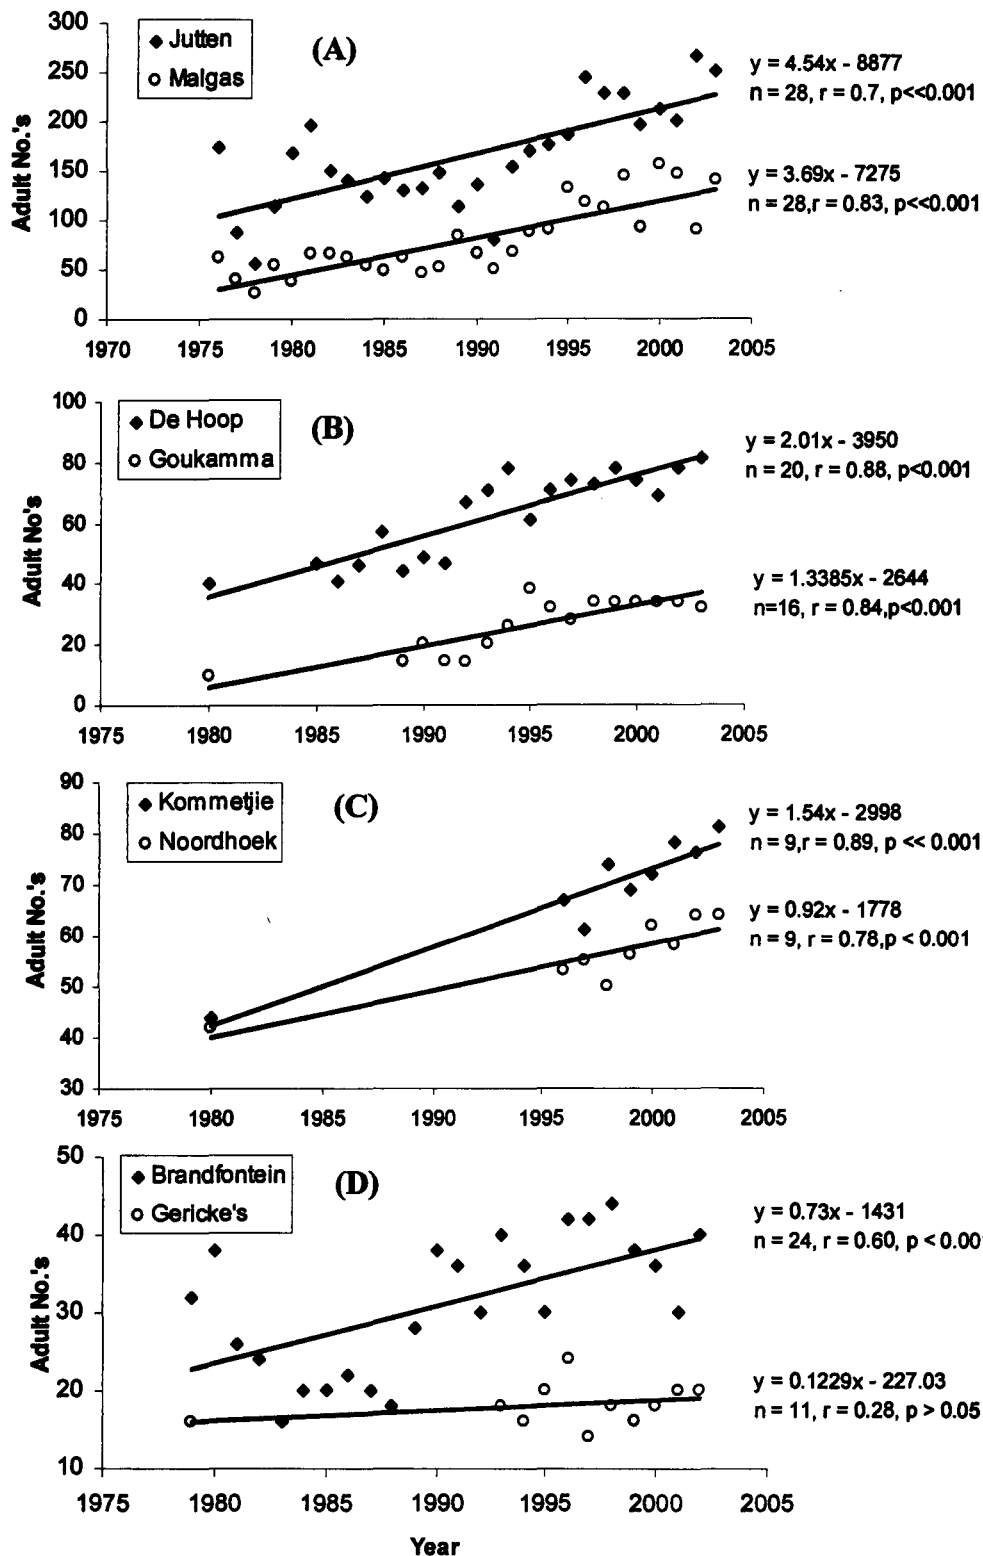 300
250
200
150
100
50
0
Adult No.'s
Jutten
Malgas
(A)
y = 4.54x - 8877
n = 28, r = 0.7, p<<0.001
y = 3.69x - 7275
n = 28,r = 0.83, p<<0.001
1970 1975 1980 1985 1990 1995 2000 2005
100
80
60
40
20
0
Adult No's
De Hoop
Goukamma
(B)
y = 2.01x - 3950
n = 20, r = 0.88, p<0.001
y = 1.3385x - 2644
n=16, r = 0.84,p<0.001
1975 1980 1985 1990 1995 2000 2005
90
80
70
60
50
40
30
Adult No.'s
Kommetjie
Noordhoek
(C)
y = 1.54x - 2998
n = 9,r = 0.89, p << 0.001
y = 0.92x - 1778
n = 9, r = 0.78,p < 0.001
1975 1980 1985 1990 1995 2000 2005
50
40
30
20
10
Adult No.'s
Brandfontein
Gericke's
(D)
y = 0.73x - 1431
n = 24, r = 0.60, p < 0.00
y = 0.1229x - 227.03
n = 11, r = 0.28, p > 0.05
1975 1980 1985 1990 1995 2000 2005
Year